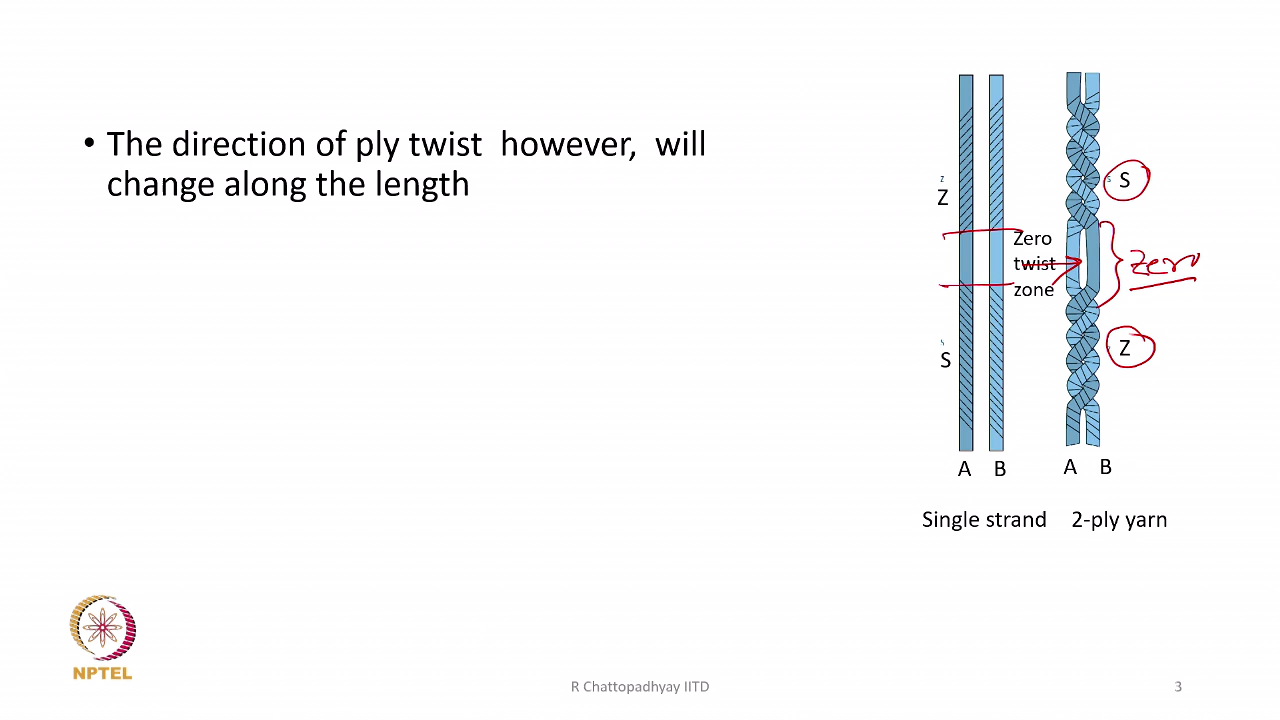 • The direction of ply twist  however,  will
change along the length
Z
Z
S
S
Zero
twist
zone
Zero
S
S
Z
A B
A B
Single strand
2-ply yarn
NPTEL
R Chattopadhyay IITD
3